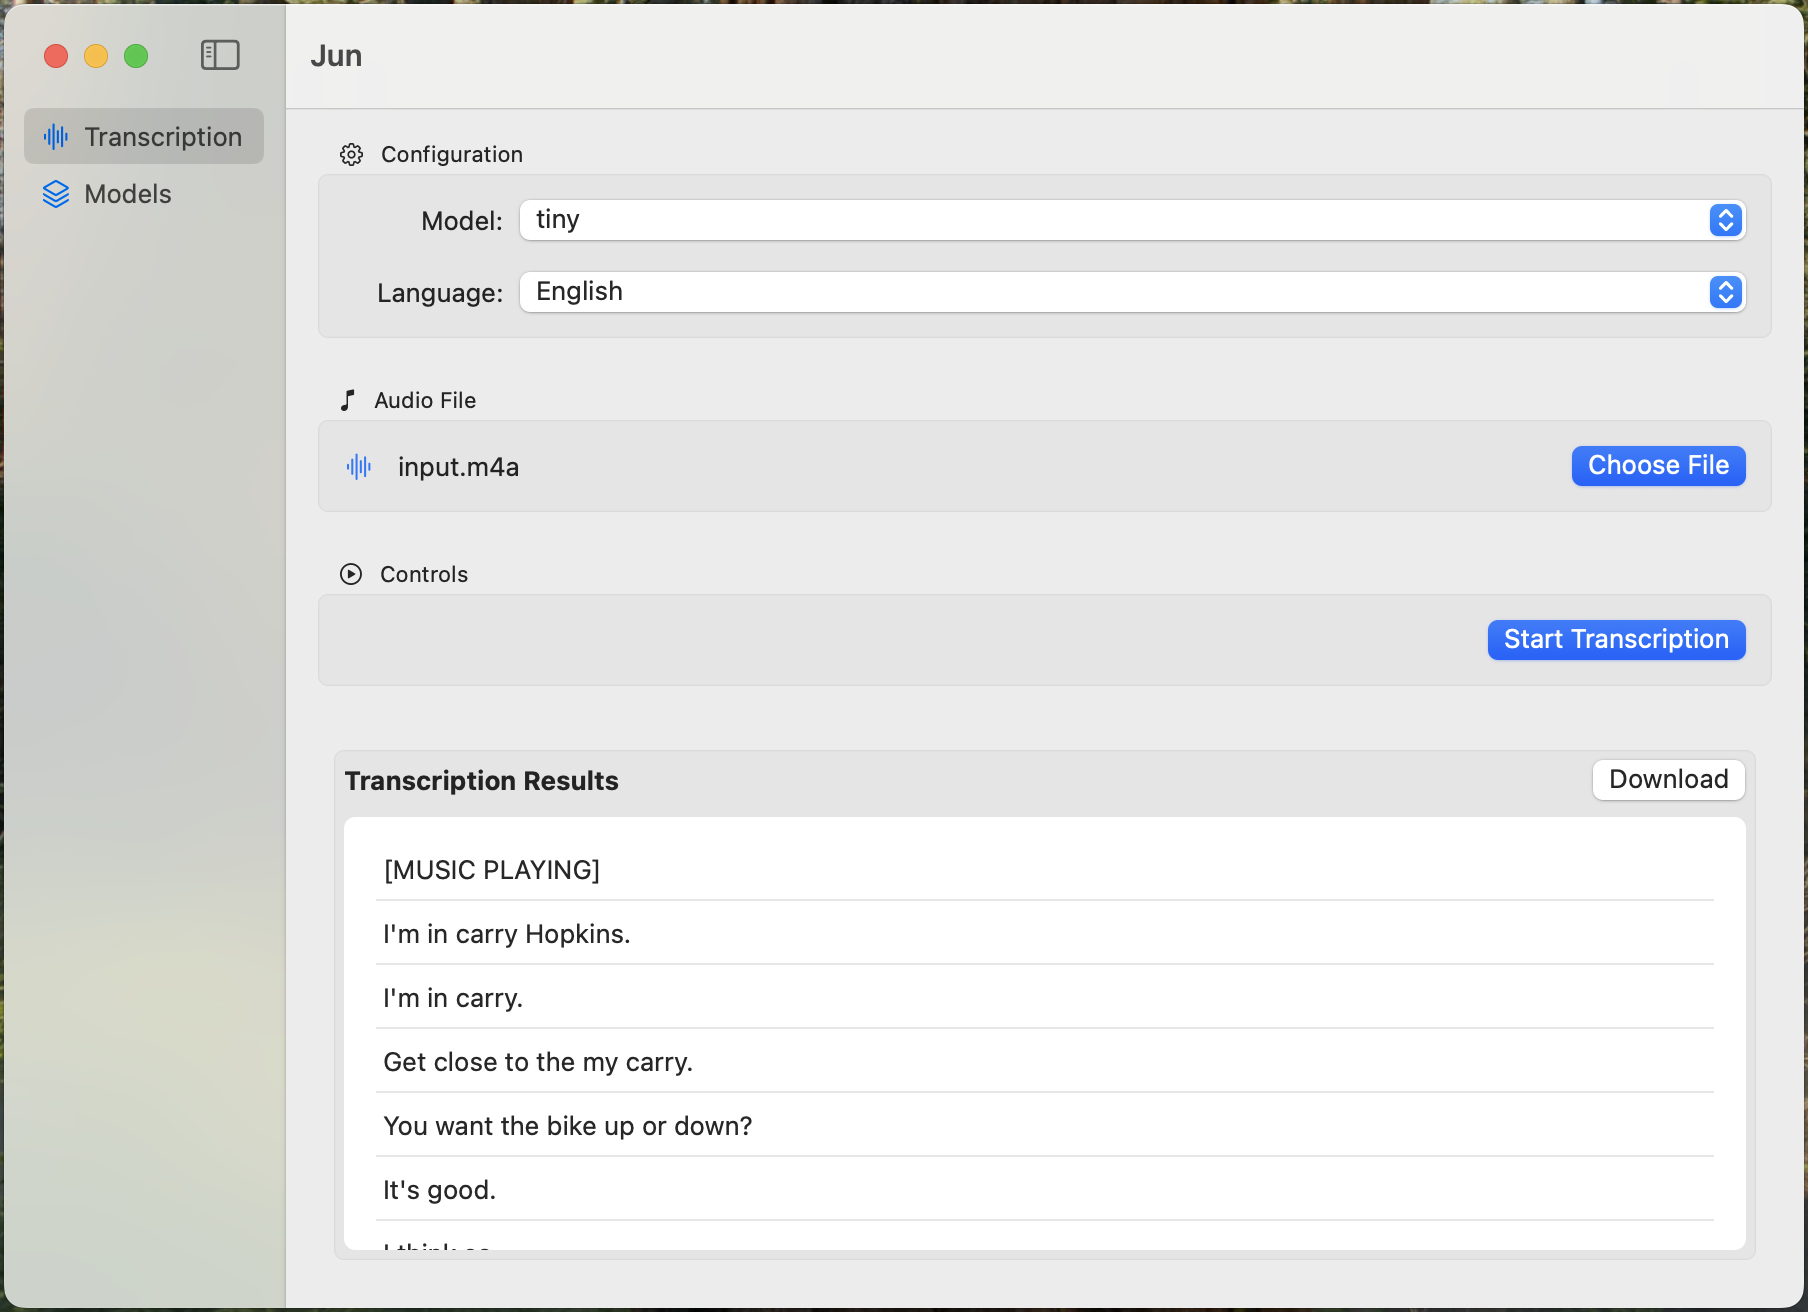 Jun
Transcription
Models
Configuration
Model: tiny
Language: English
Audio File
input.m4a Choose File
Controls
Start Transcription
Transcription Results Download
[MUSIC PLAYING]
I'm in carry Hopkins.
I'm in carry.
Get close to the my carry.
You want the bike up or down?
It's good.